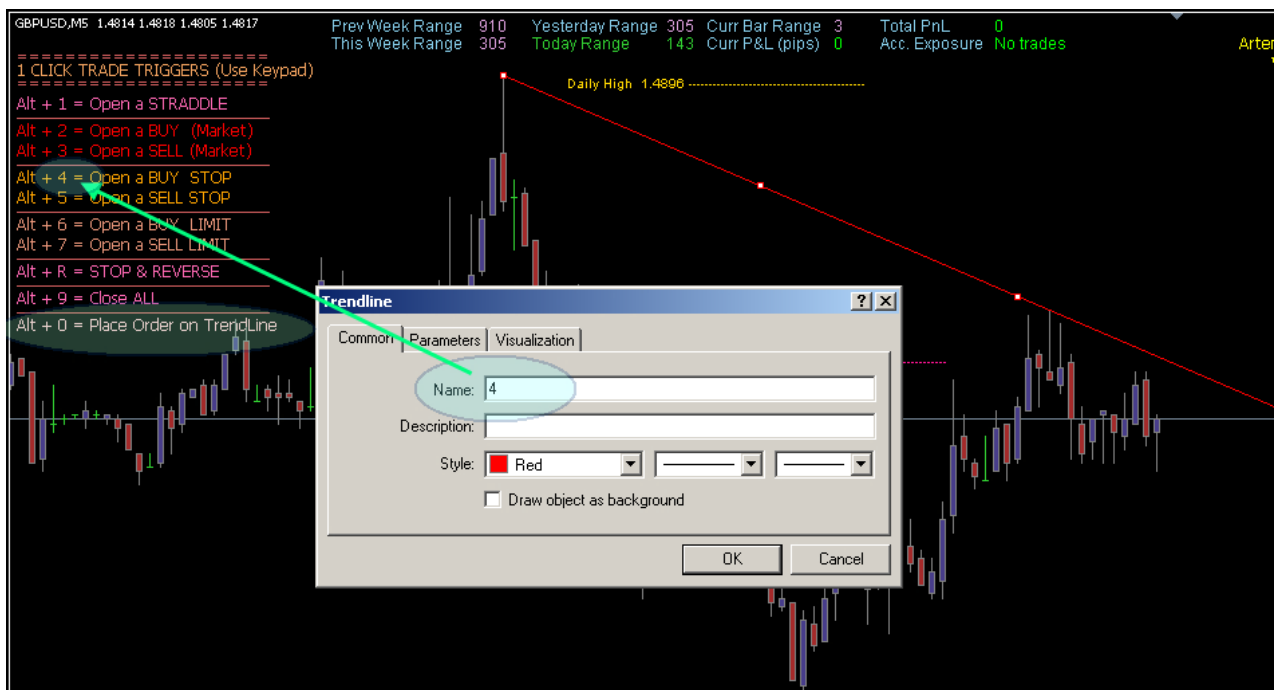 GBPUSD,M5 1.4814 1.4818 1.4805 1.4817
Prev Week Range 910 Yesterday Range 305 Curr Bar Range 3 Total PnL 0
This Week Range 305 Today Range 143 Curr P&L (pips) 0 Acc. Exposure No trades
Arter
======================
1 CLICK TRADE TRIGGERS (Use Keypad)
======================
Daily High 1.4896
Alt + 1 = Open a STRADDLE
Alt + 2 = Open a BUY (Market)
Alt + 3 = Open a SELL (Market)
Alt + 4 = Open a BUY STOP
Alt + 5 = Open a SELL STOP
Alt + 6 = Open a BUY LIMIT
Alt + 7 = Open a SELL LIMIT
Alt + R = STOP & REVERSE
Alt + 9 = Close ALL
Alt + 0 = Place Order on TrendLine
Trendline
Common Parameters Visualization
Name: 4
Description:
Style: Red
Draw object as background
OK Cancel